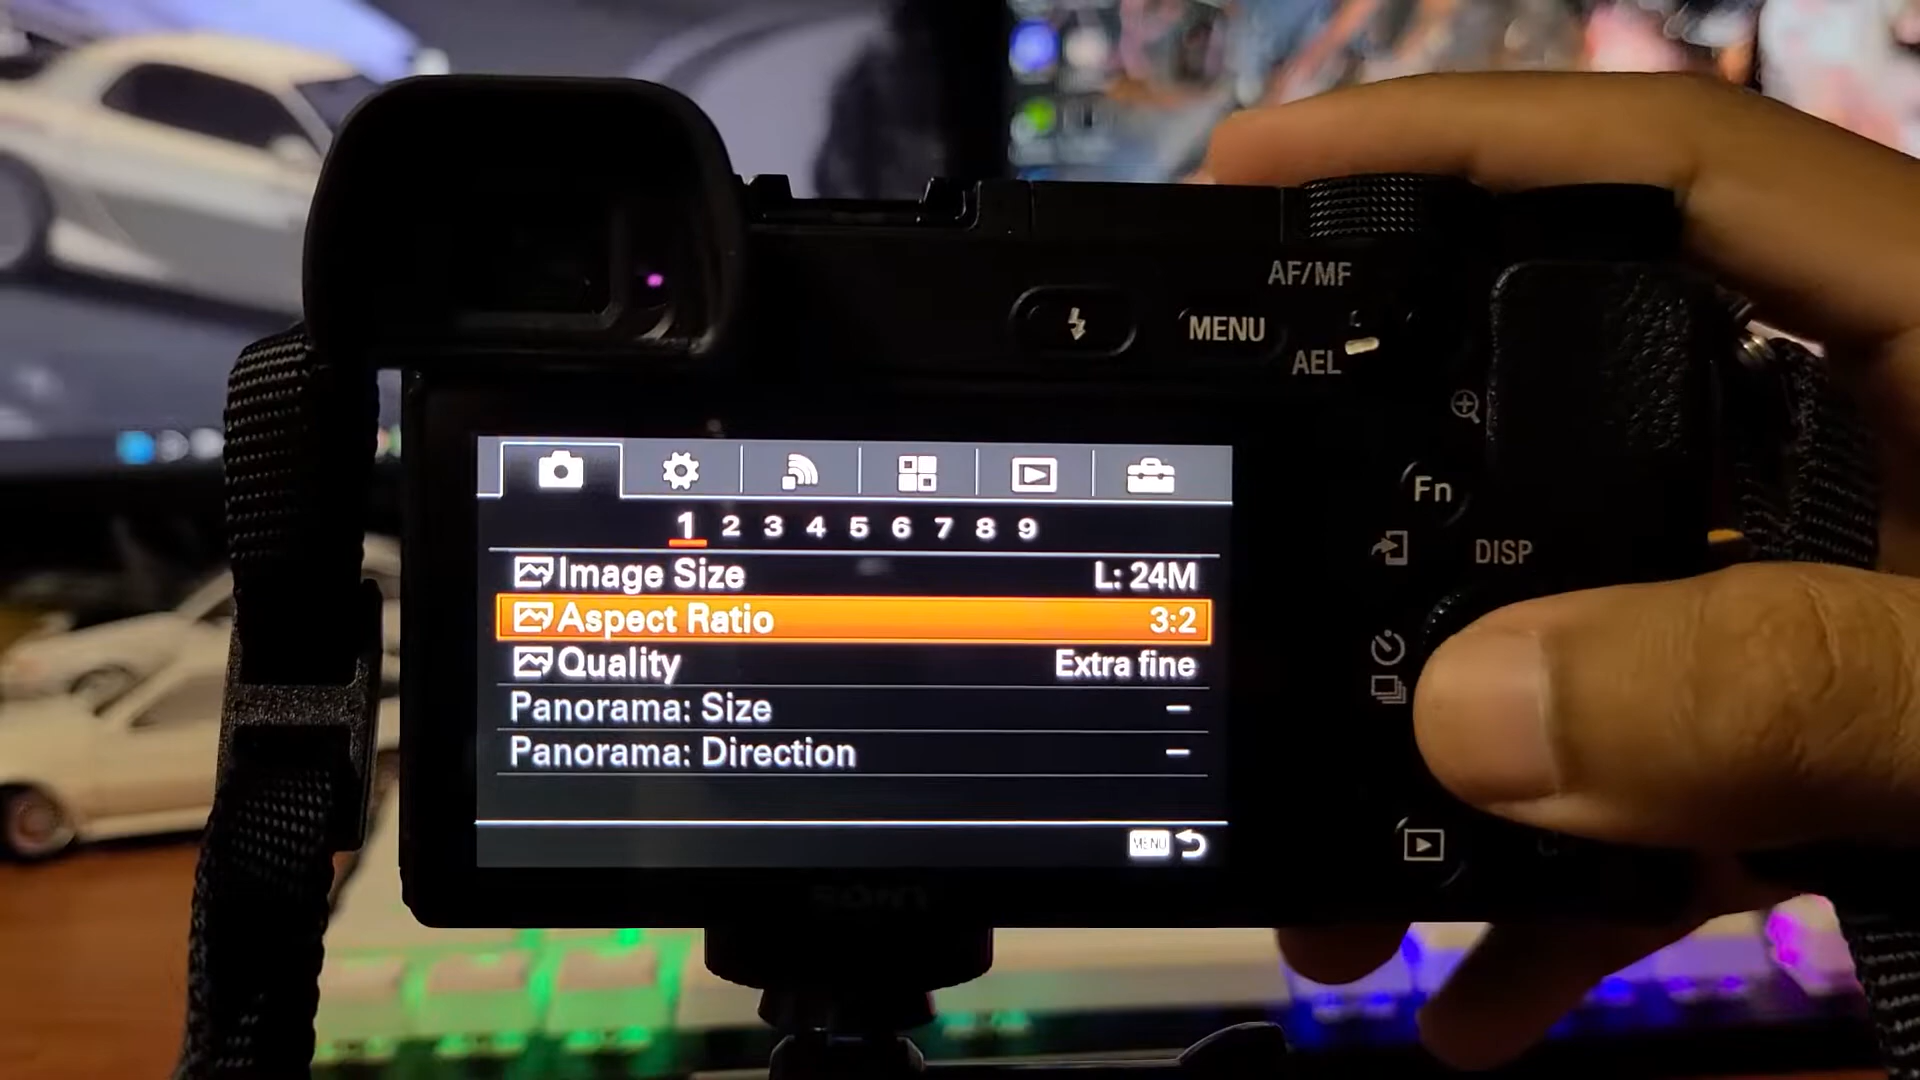 AF/MF
MENU
AEL
Fn
DISP
1 2 3 4 5 6 7 8 9
Image Size L: 24M
Aspect Ratio 3:2
Quality Extra fine
Panorama: Size –
Panorama: Direction –
MENU
SONY